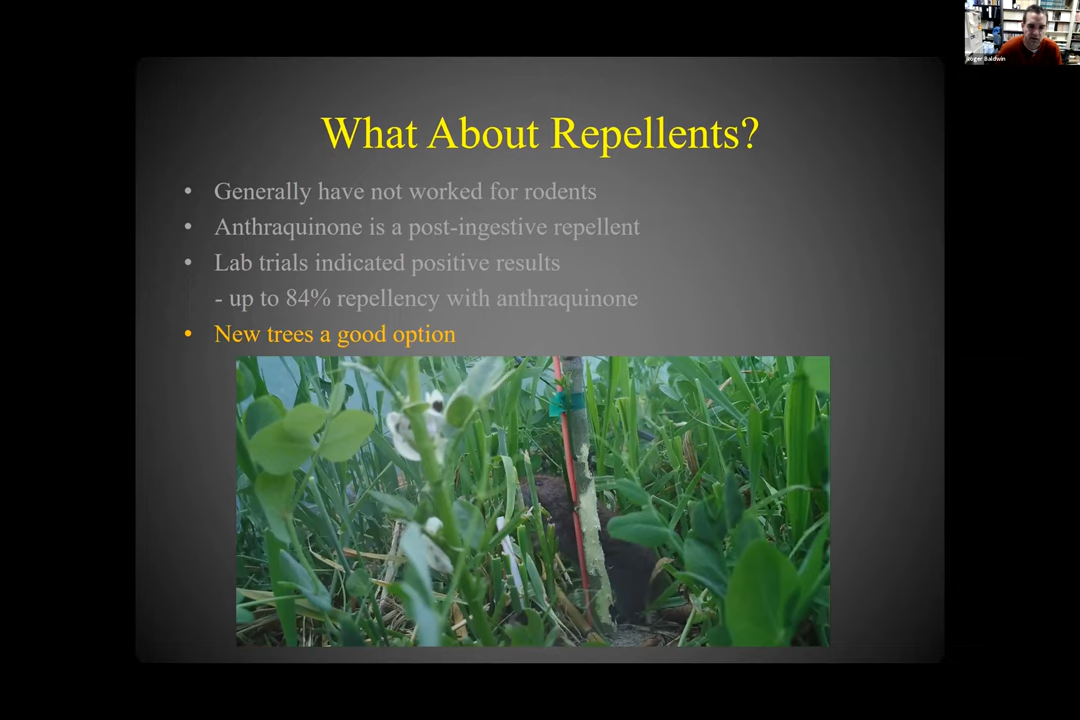 What About Repellents?
• Generally have not worked for rodents
• Anthraquinone is a post-ingestive repellent
• Lab trials indicated positive results
- up to 84% repellency with anthraquinone
• New trees a good option
Roger Baldwin